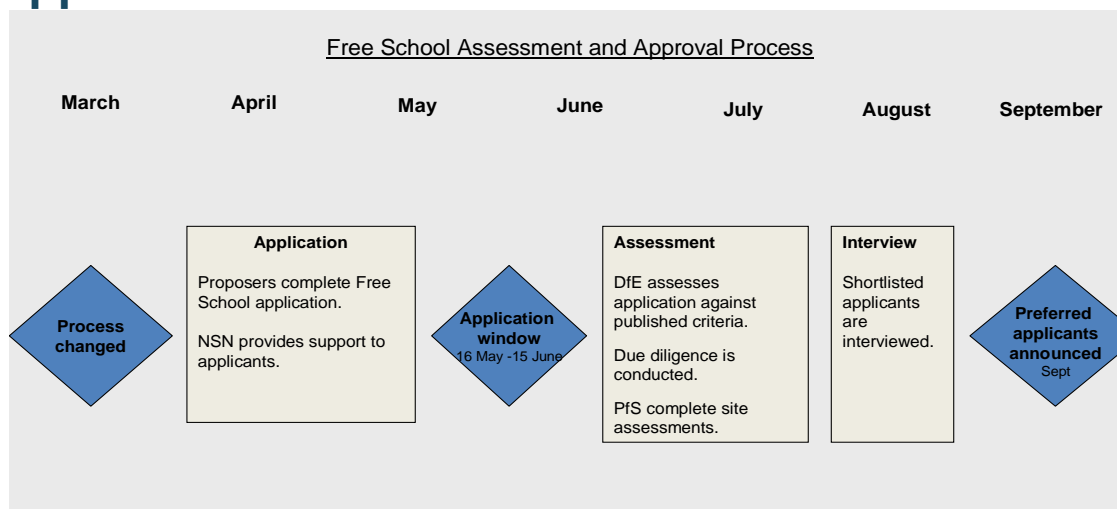 Free School Assessment and Approval Process
March April May June July August September
Process
changed
Application
Proposers complete Free
School application.
NSN provides support to
applicants.
Application
window
16 May -15 June
Assessment
DfE assesses
application against
published criteria.
Due diligence is
conducted.
PfS complete site
assessments.
Interview
Shortlisted
applicants
are
interviewed.
Preferred
applicants
announced
Sept